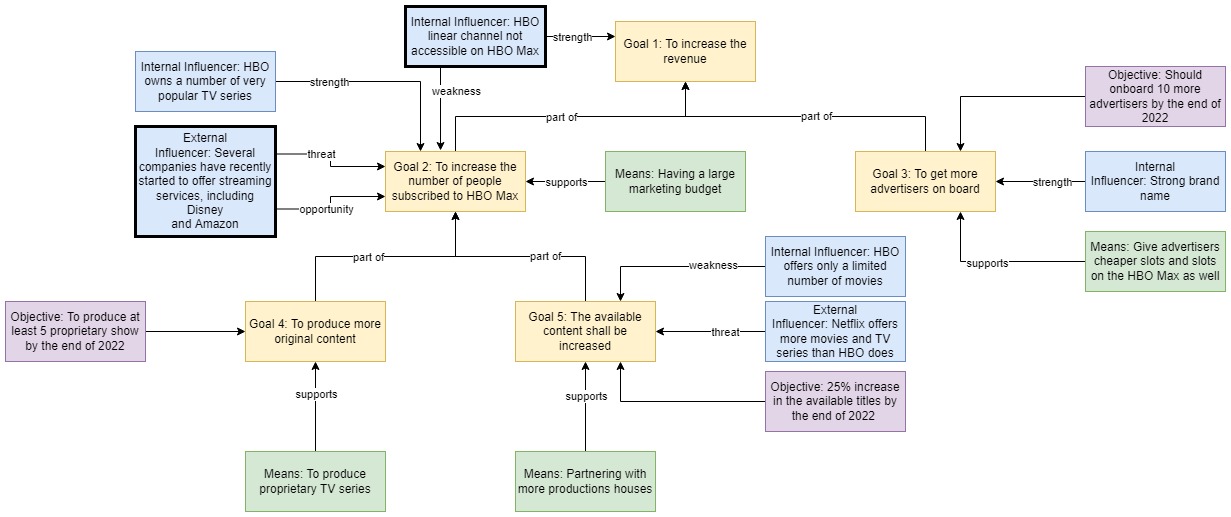 Internal Influencer: HBO
linear channel not
accessible on HBO Max
strength
Goal 1: To increase the
revenue
Internal Influencer: HBO
owns a number of very
popular TV series
strength
weakness
Objective: Should
onboard 10 more
advertisers by the end of
2022
part of
part of
External
Influencer: Several
companies have recently
started to offer streaming
services, including
Disney
and Amazon
threat
opportunity
Goal 2: To increase the
number of people
subscribed to HBO Max
supports
Means: Having a large
marketing budget
Goal 3: To get more
advertisers on board
strength
Internal
Influencer: Strong brand
name
supports
Means: Give advertisers
cheaper slots and slots
on the HBO Max as well
part of
part of
weakness
Internal Influencer: HBO
offers only a limited
number of movies
Objective: To produce at
least 5 proprietary show
by the end of 2022
Goal 4: To produce more
original content
Goal 5: The available
content shall be
increased
threat
External
Influencer: Netflix offers
more movies and TV
series than HBO does
Objective: 25% increase
in the available titles by
the end of 2022
supports
supports
Means: To produce
proprietary TV series
Means: Partnering with
more productions houses